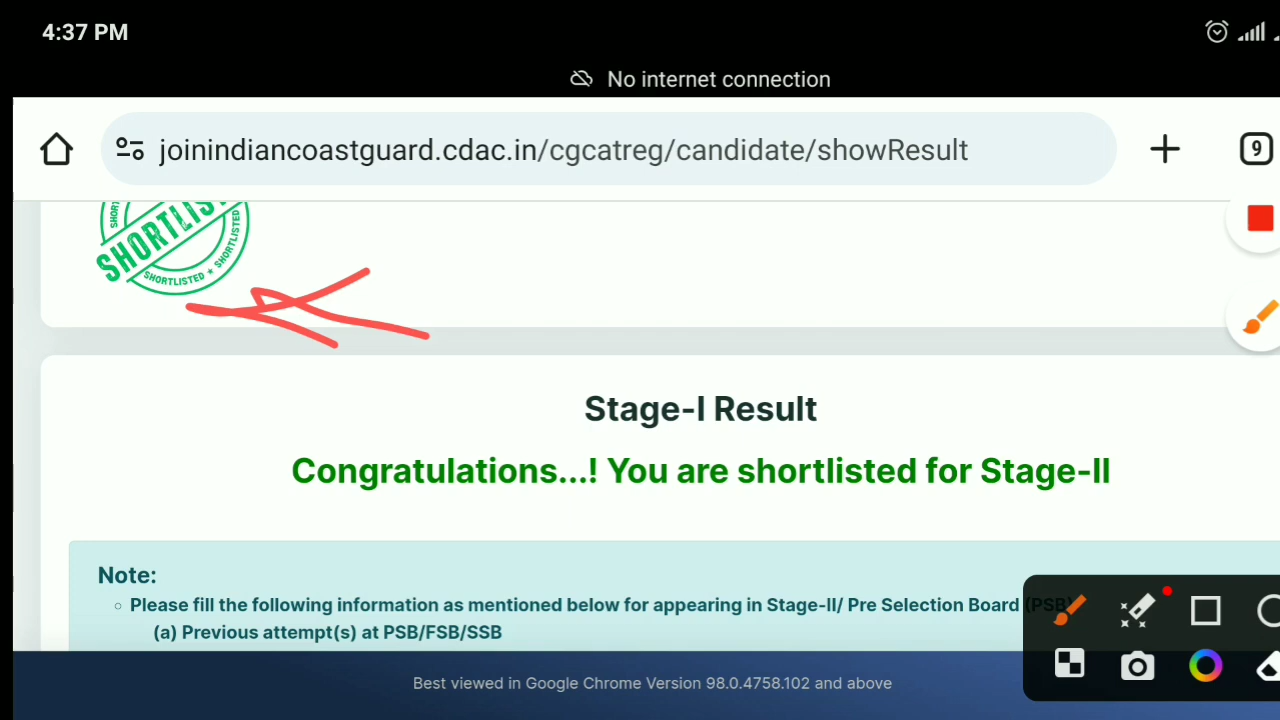 4:37 PM
No internet connection
joinindiancoastguard.cdac.in/cgcatreg/candidate/showResult
9
SHORTLIST
SHORTLISTED ★ SHORTLISTED
Stage-I Result
Congratulations...! You are shortlisted for Stage-II
Note:
Please fill the following information as mentioned below for appearing in Stage-II/ Pre Selection Board (PSB)
(a) Previous attempt(s) at PSB/FSB/SSB
Best viewed in Google Chrome Version 98.0.4758.102 and above